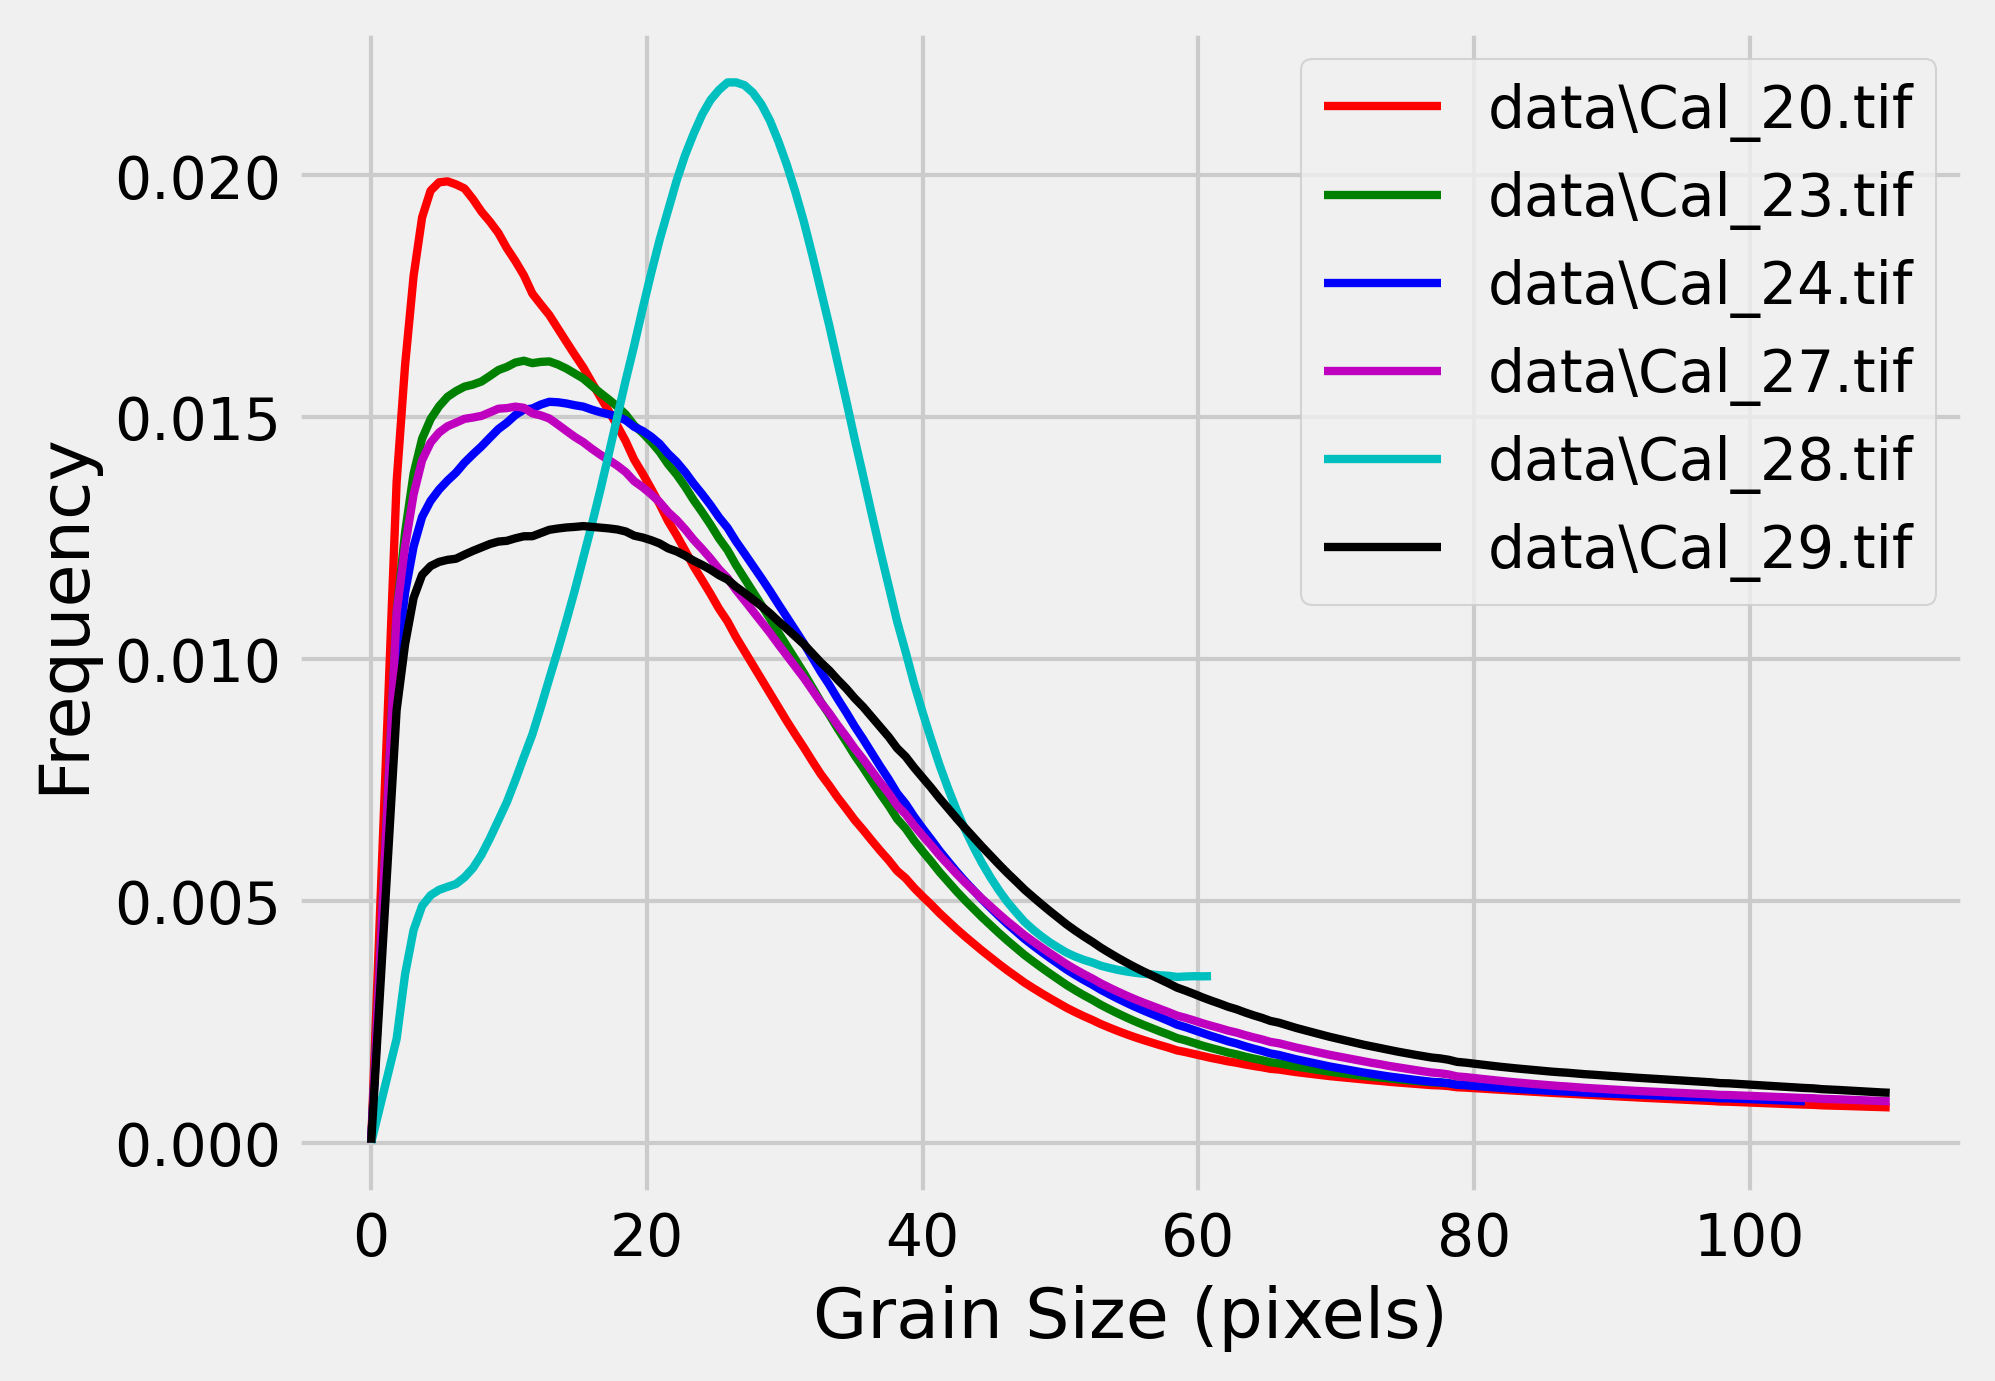 data\Cal_20.tif
data\Cal_23.tif
data\Cal_24.tif
data\Cal_27.tif
data\Cal_28.tif
data\Cal_29.tif
0.020
0.015
0.010
0.005
0.000
Frequency
0 20 40 60 80 100
Grain Size (pixels)